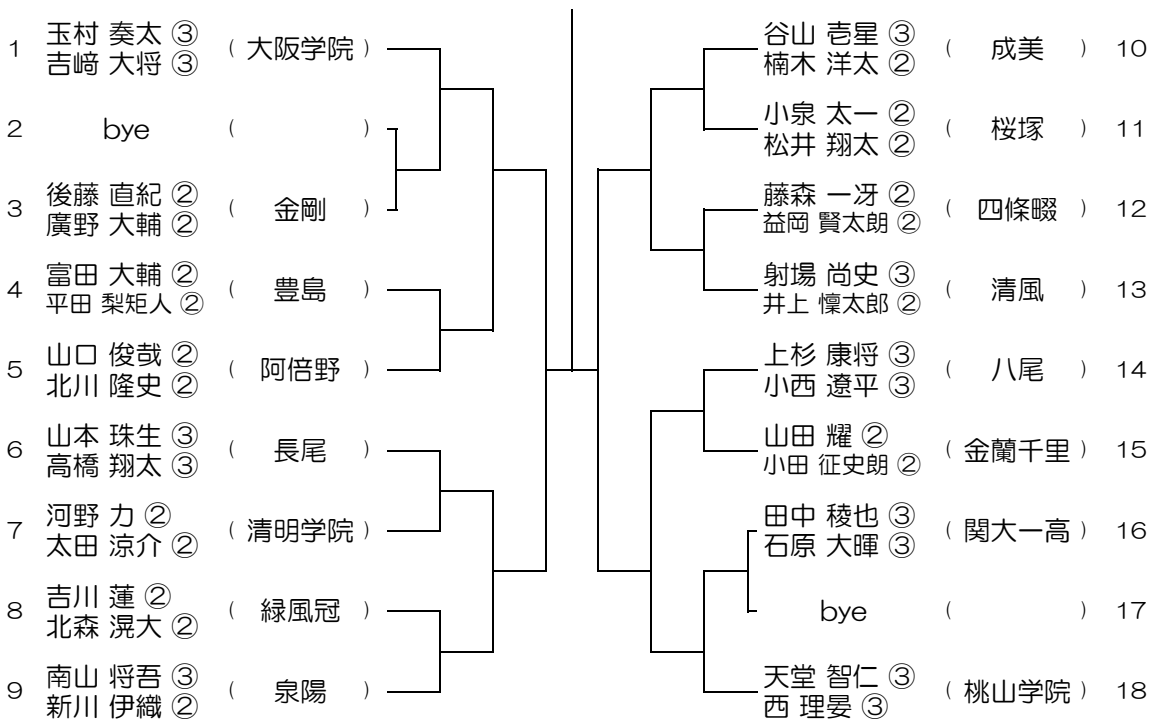 1 玉村 奏太 ③ ( 大阪学院 )
吉﨑 大将 ③
2 bye ( )
3 後藤 直紀 ② ( 金剛 )
廣野 大輔 ②
4 富田 大輔 ② ( 豊島 )
平田 梨矩人 ②
5 山口 俊哉 ② ( 阿倍野 )
北川 隆史 ②
6 山本 珠生 ③ ( 長尾 )
高橋 翔太 ③
7 河野 力 ② ( 清明学院 )
太田 涼介 ②
8 吉川 蓮 ② ( 緑風冠 )
北森 滉大 ②
9 南山 将吾 ③ ( 泉陽 )
新川 伊織 ②
谷山 壱星 ③ ( 成美 ) 10
楠木 洋太 ②
小泉 太一 ② ( 桜塚 ) 11
松井 翔太 ②
藤森 一冴 ② ( 四條畷 ) 12
益岡 賢太朗 ②
射場 尚史 ③ ( 清風 ) 13
井上 懍太郎 ②
上杉 康将 ③ ( 八尾 ) 14
小西 遼平 ③
山田 耀 ② ( 金蘭千里 ) 15
小田 征史朗 ②
田中 稜也 ③ ( 関大一高 ) 16
石原 大暉 ③
bye ( ) 17
天堂 智仁 ③ ( 桃山学院 ) 18
西 理晏 ③